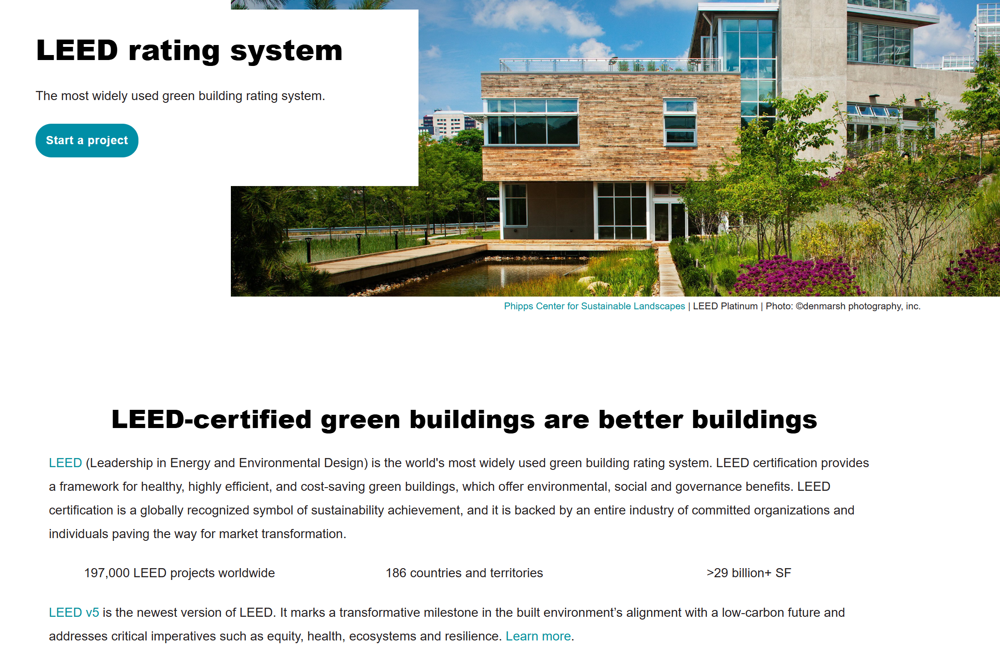 LEED rating system
The most widely used green building rating system.
Start a project
Phipps Center for Sustainable Landscapes | LEED Platinum | Photo: ©denmarsh photography, inc.
LEED-certified green buildings are better buildings
LEED (Leadership in Energy and Environmental Design) is the world's most widely used green building rating system. LEED certification provides
a framework for healthy, highly efficient, and cost-saving green buildings, which offer environmental, social and governance benefits. LEED
certification is a globally recognized symbol of sustainability achievement, and it is backed by an entire industry of committed organizations and
individuals paving the way for market transformation.
197,000 LEED projects worldwide
186 countries and territories
>29 billion+ SF
LEED v5 is the newest version of LEED. It marks a transformative milestone in the built environment’s alignment with a low-carbon future and
addresses critical imperatives such as equity, health, ecosystems and resilience. Learn more.